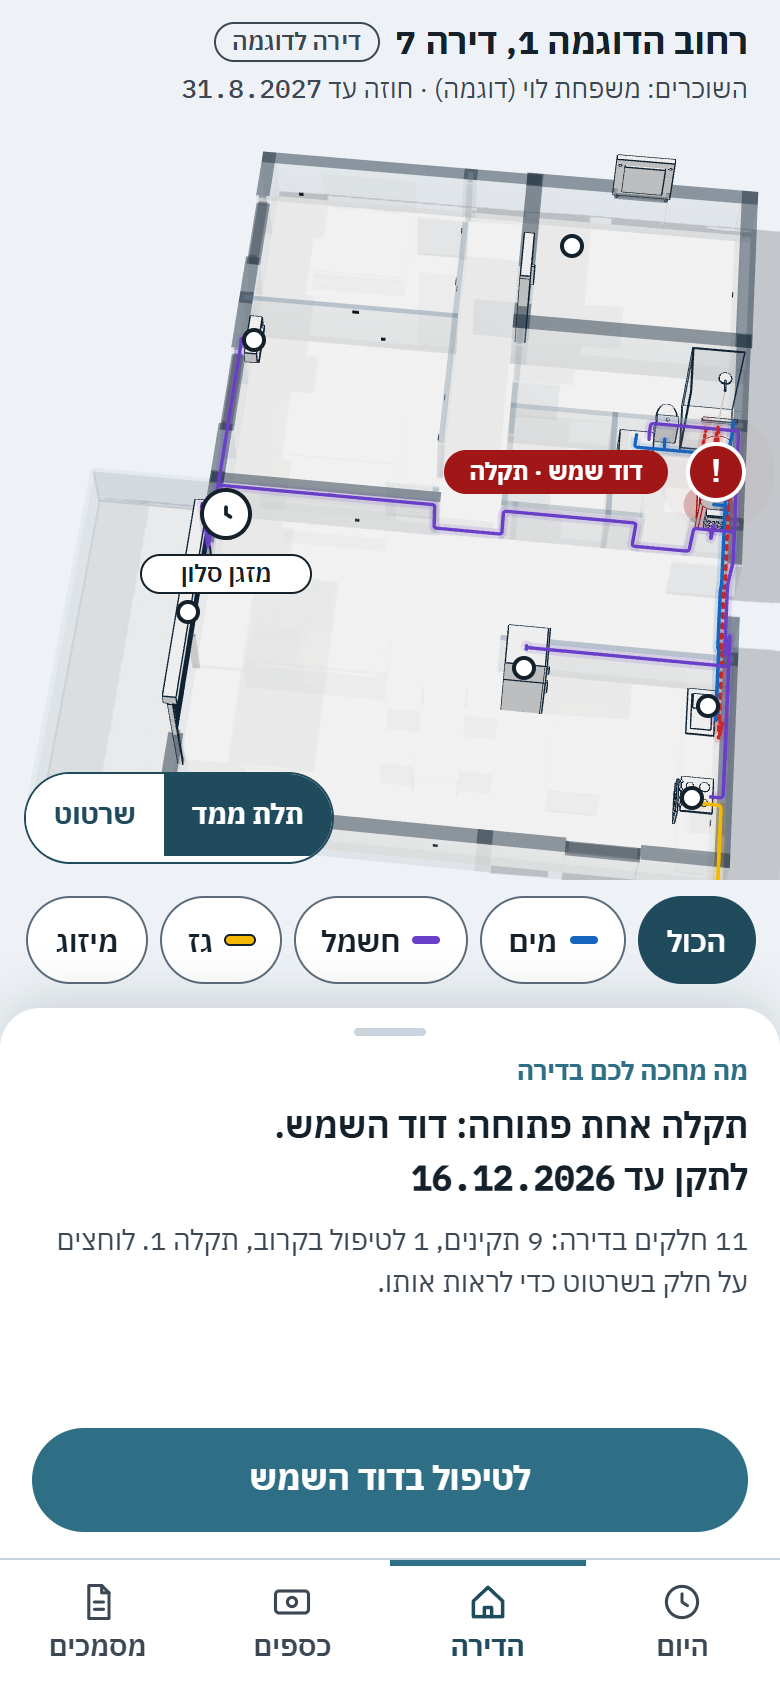 רחוב הדוגמה 1, דירה 7 דירה לדוגמה
השוכרים: משפחת לוי (דוגמה) · חוזה עד 31.8.2027
דוד שמש · תקלה !
מזגן סלון
תלת ממד שרטוט
הכול מים חשמל גז מיזוג
מה מחכה לכם בדירה
תקלה אחת פתוחה: דוד השמש.
לתקן עד 16.12.2026
11 חלקים בדירה: 9 תקינים, 1 לטיפול בקרוב, תקלה 1. לוחצים
על חלק בשרטוט כדי לראות אותו.
לטיפול בדוד השמש
היום הדירה כספים מסמכים